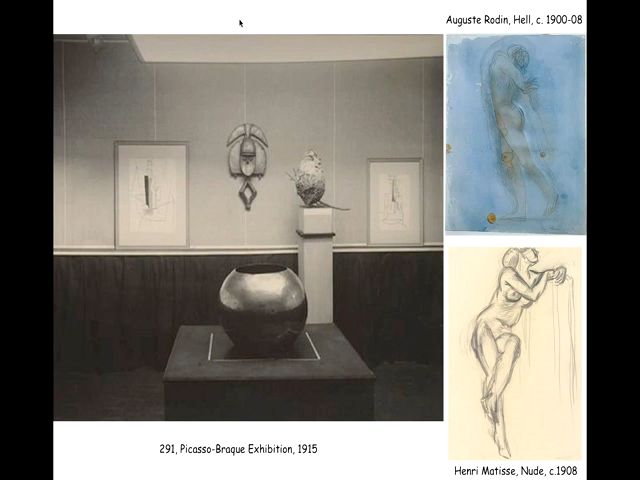 Auguste Rodin, Hell, c. 1900-08
291, Picasso-Braque Exhibition, 1915
Henri Matisse, Nude, c.1908